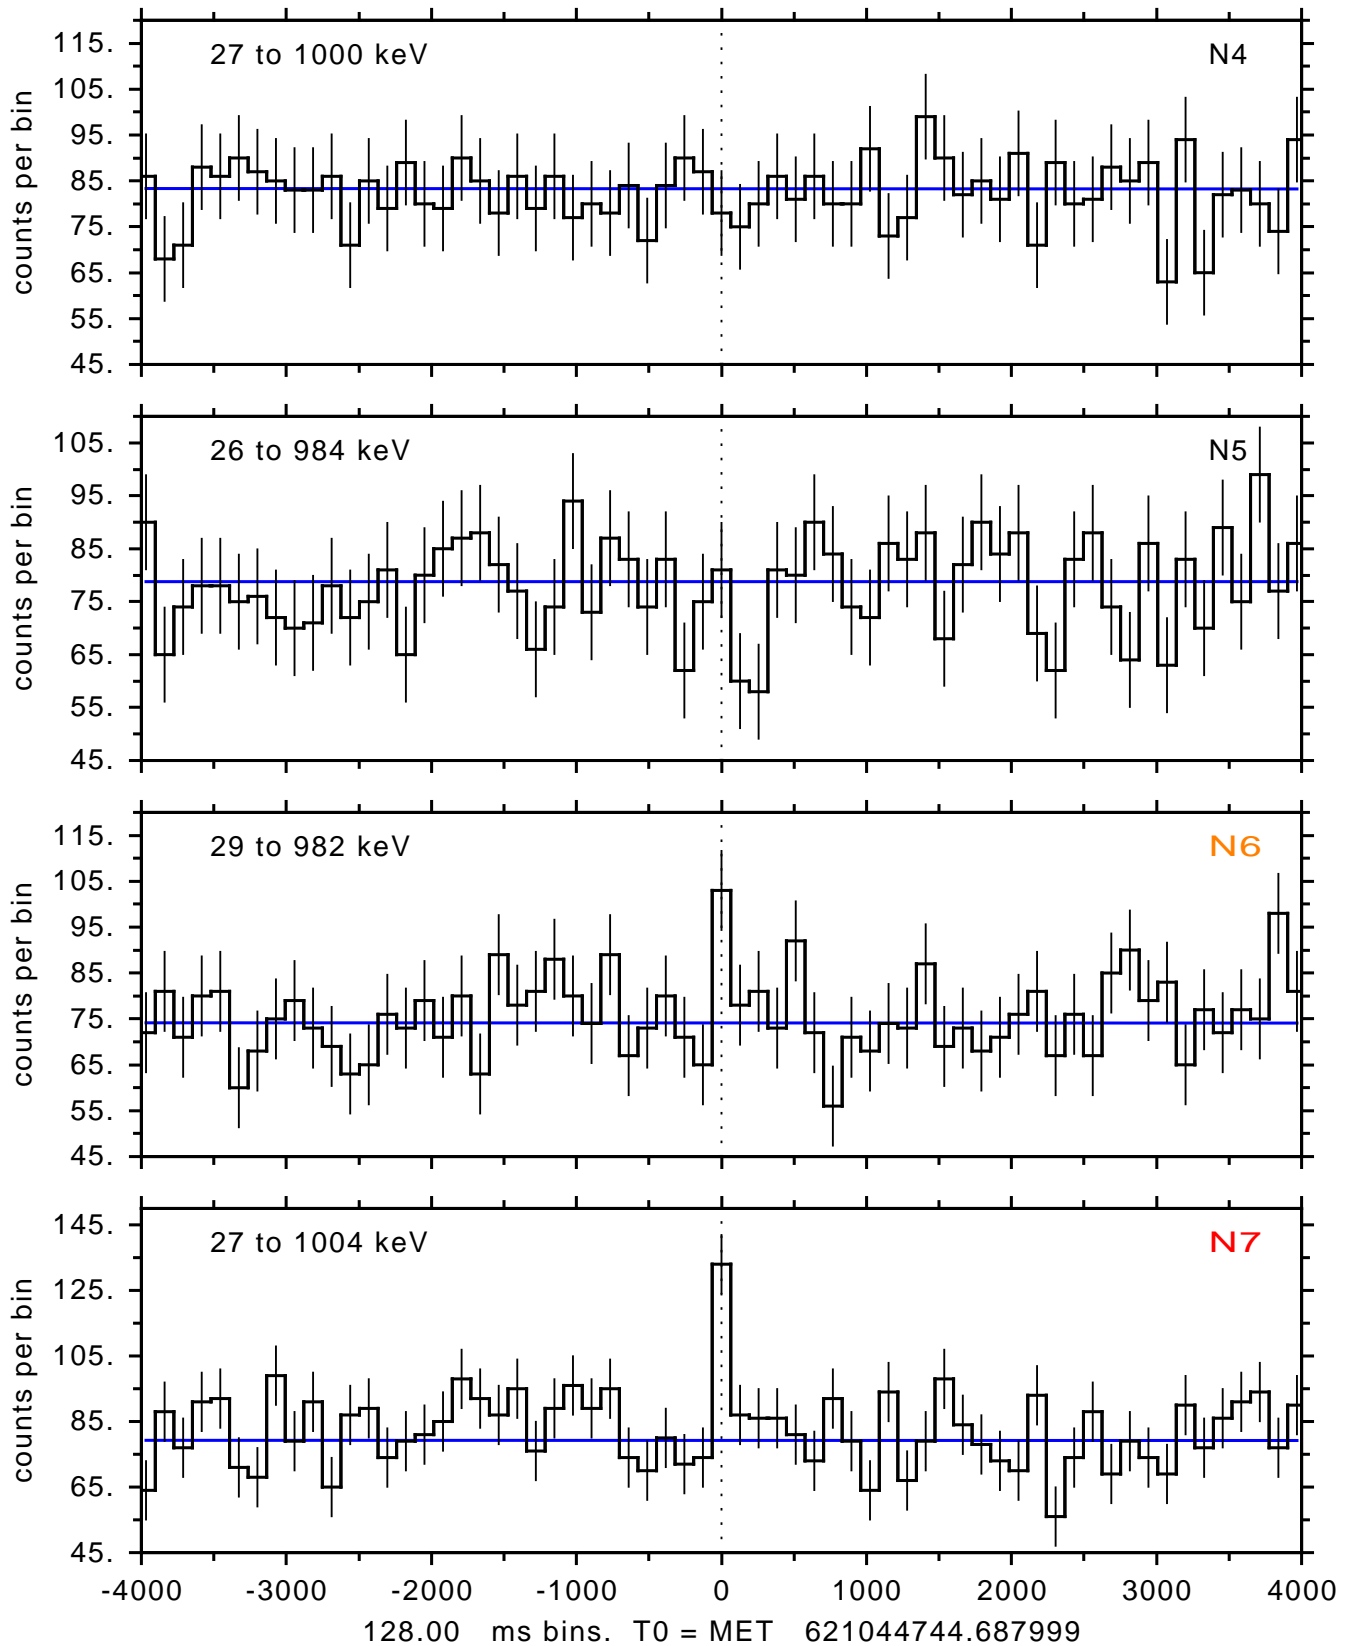 27 to 1000 keV N4
115.
105.
95.
85.
75.
65.
55.
45.
counts per bin
26 to 984 keV N5
105.
95.
85.
75.
65.
55.
45.
counts per bin
29 to 982 keV N6
115.
105.
95.
85.
75.
65.
55.
45.
counts per bin
27 to 1004 keV N7
145.
125.
105.
85.
65.
45.
counts per bin
-4000 -3000 -2000 -1000 0 1000 2000 3000 4000
128.00 ms bins. T0 = MET 621044744.687999